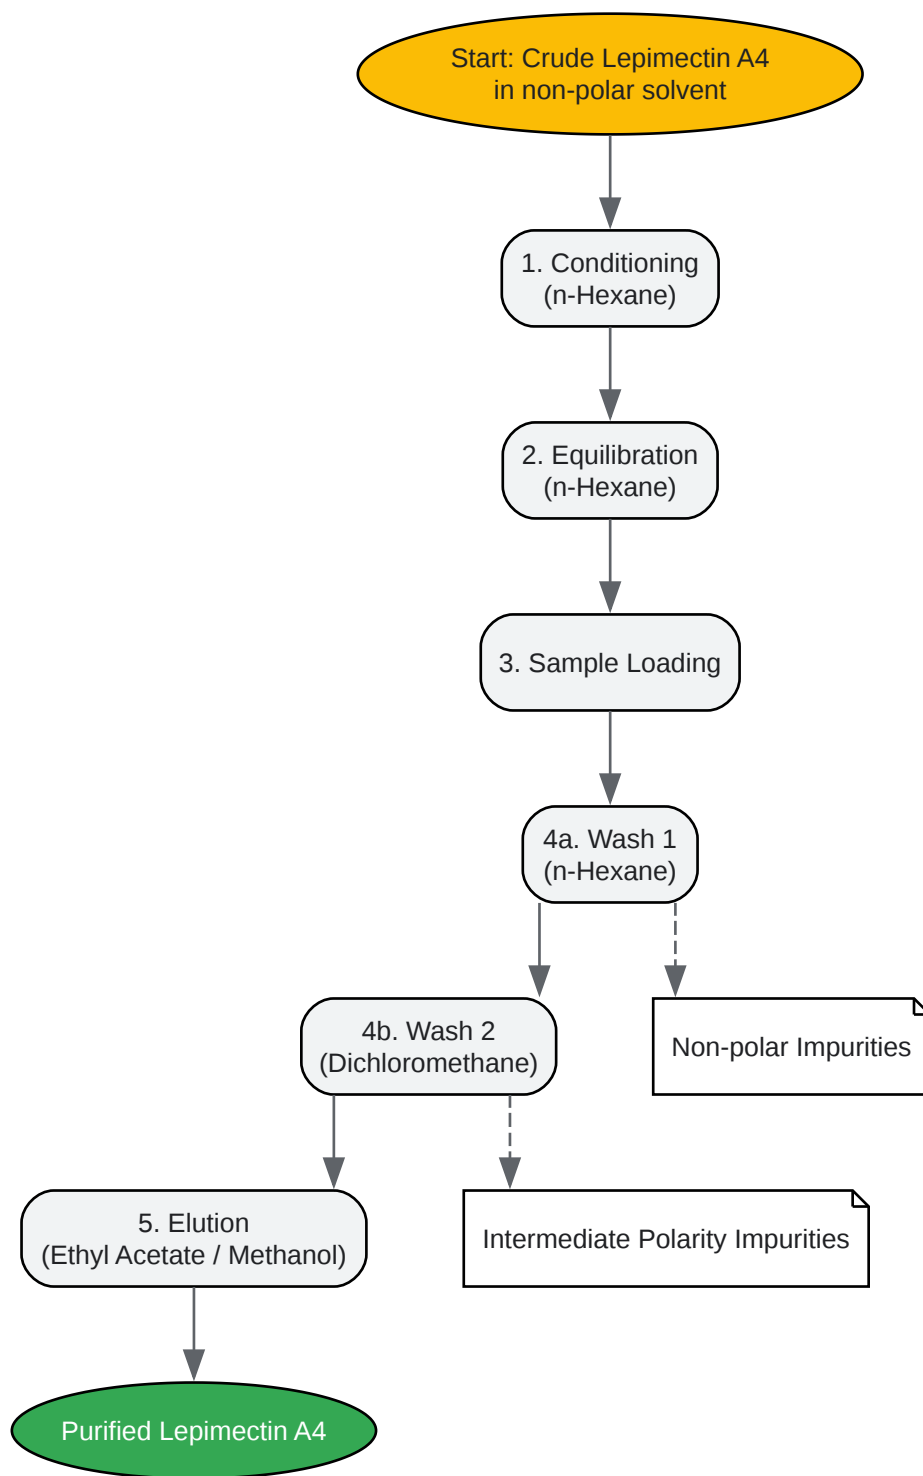 Start: Crude Lepimectin A4
in non-polar solvent
1. Conditioning
(n-Hexane)
2. Equilibration
(n-Hexane)
3. Sample Loading
4a. Wash 1
(n-Hexane)
4b. Wash 2
(Dichloromethane)
Non-polar Impurities
5. Elution
(Ethyl Acetate / Methanol)
Intermediate Polarity Impurities
Purified Lepimectin A4